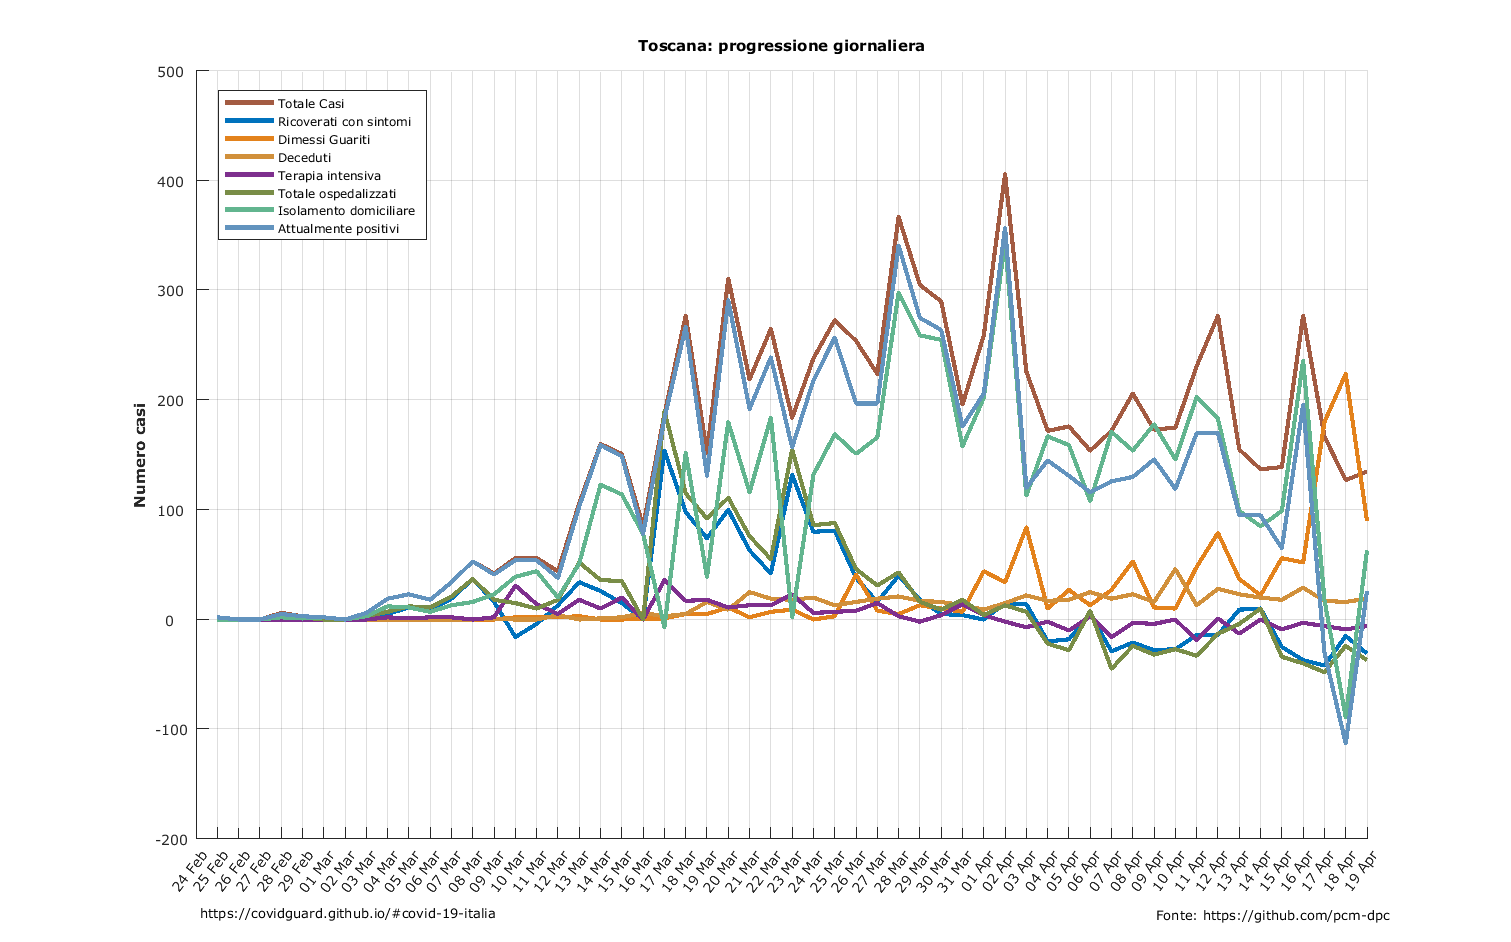 Toscana: progressione giornaliera
500
400
300
200
100
0
-100
-200
Numero casi
Totale Casi
Ricoverati con sintomi
Dimessi Guariti
Deceduti
Terapia intensiva
Totale ospedalizzati
Isolamento domiciliare
Attualmente positivi
24 Feb
25 Feb
26 Feb
27 Feb
28 Feb
29 Feb
01 Mar
02 Mar
03 Mar
04 Mar
05 Mar
06 Mar
07 Mar
08 Mar
09 Mar
10 Mar
11 Mar
12 Mar
13 Mar
14 Mar
15 Mar
16 Mar
17 Mar
18 Mar
19 Mar
20 Mar
21 Mar
22 Mar
23 Mar
24 Mar
25 Mar
26 Mar
27 Mar
28 Mar
29 Mar
30 Mar
31 Mar
01 Apr
02 Apr
03 Apr
04 Apr
05 Apr
06 Apr
07 Apr
08 Apr
09 Apr
10 Apr
11 Apr
12 Apr
13 Apr
14 Apr
15 Apr
16 Apr
17 Apr
18 Apr
19 Apr
https://covidguard.github.io/#covid-19-italia
Fonte: https://github.com/pcm-dpc